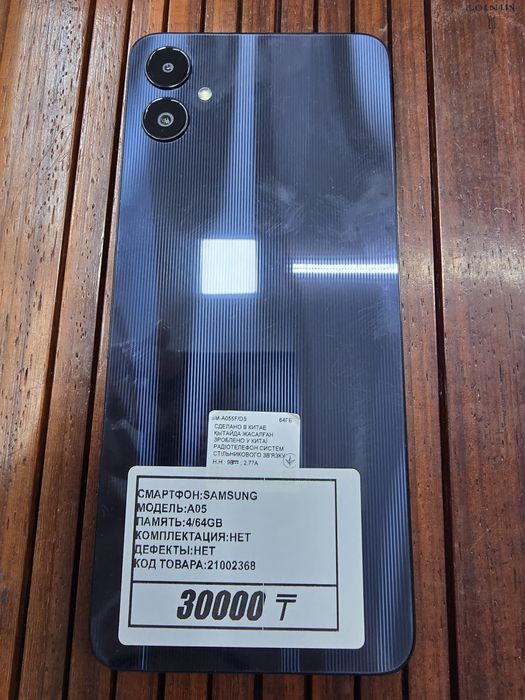 SM-A055F/DS 64ГБ
СДЕЛАНО В КИТАЕ
ҚЫТАЙДА ЖАСАЛҒАН
ЗРОБЛЕНО У КИТАЇ
РАДІОТЕЛЕФОН СИСТЕМ
СТІЛЬНИКОВОГО ЗВ'ЯЗКУ
СМАРТФОН:SAMSUNG
МОДЕЛЬ:A05
ПАМЯТЬ:4/64GB
КОМПЛЕКТАЦИЯ:НЕТ
ДЕФЕКТЫ:НЕТ
КОД ТОВАРА:21002368
30000 ₸